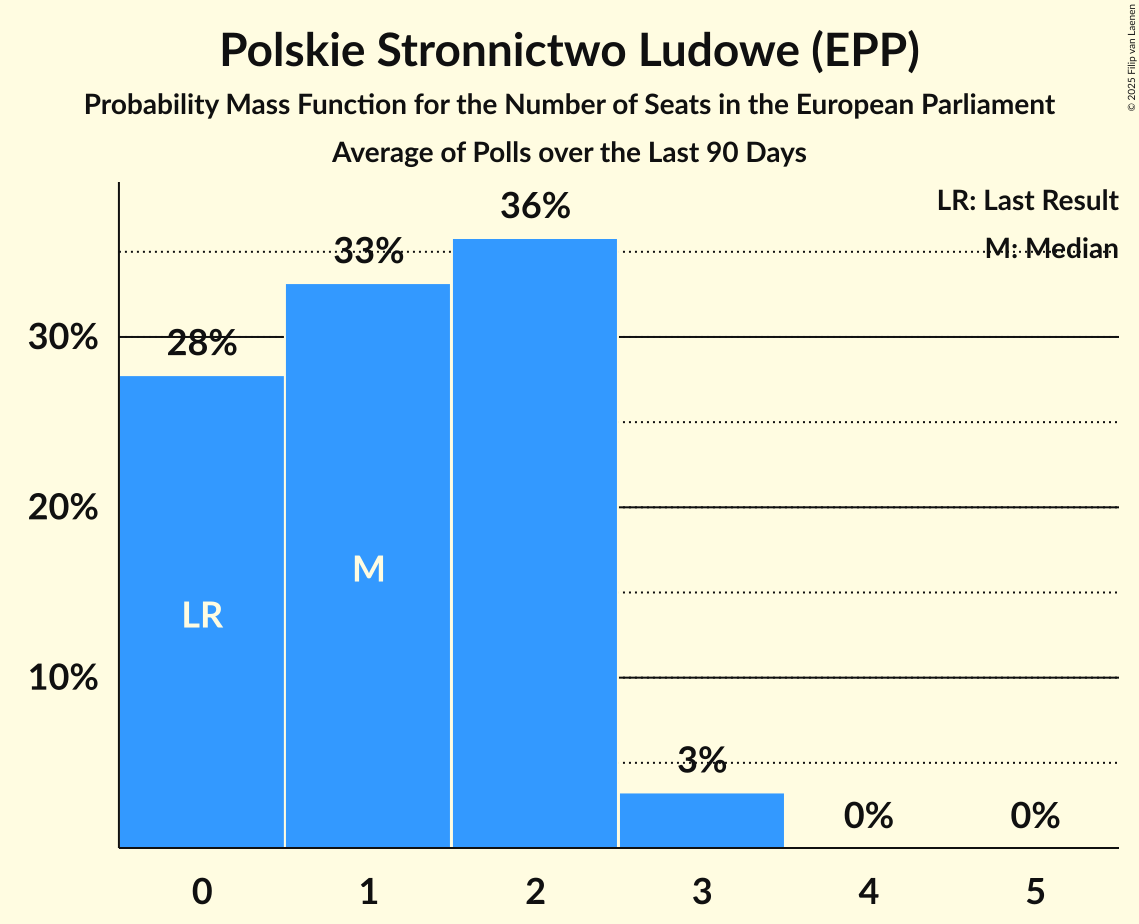 Polskie Stronnictwo Ludowe (EPP)
Probability Mass Function for the Number of Seats in the European Parliament
Average of Polls over the Last 90 Days
© 2025 Filip van Laenen
LR: Last Result
M: Median
36%
33%
28%
3%
0%
0%
30%
20%
10%
LR
M
0
1
2
3
4
5